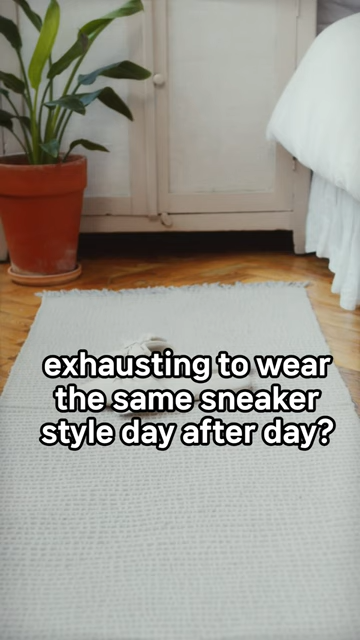 exhausting to wear
the same sneaker
style day after day?